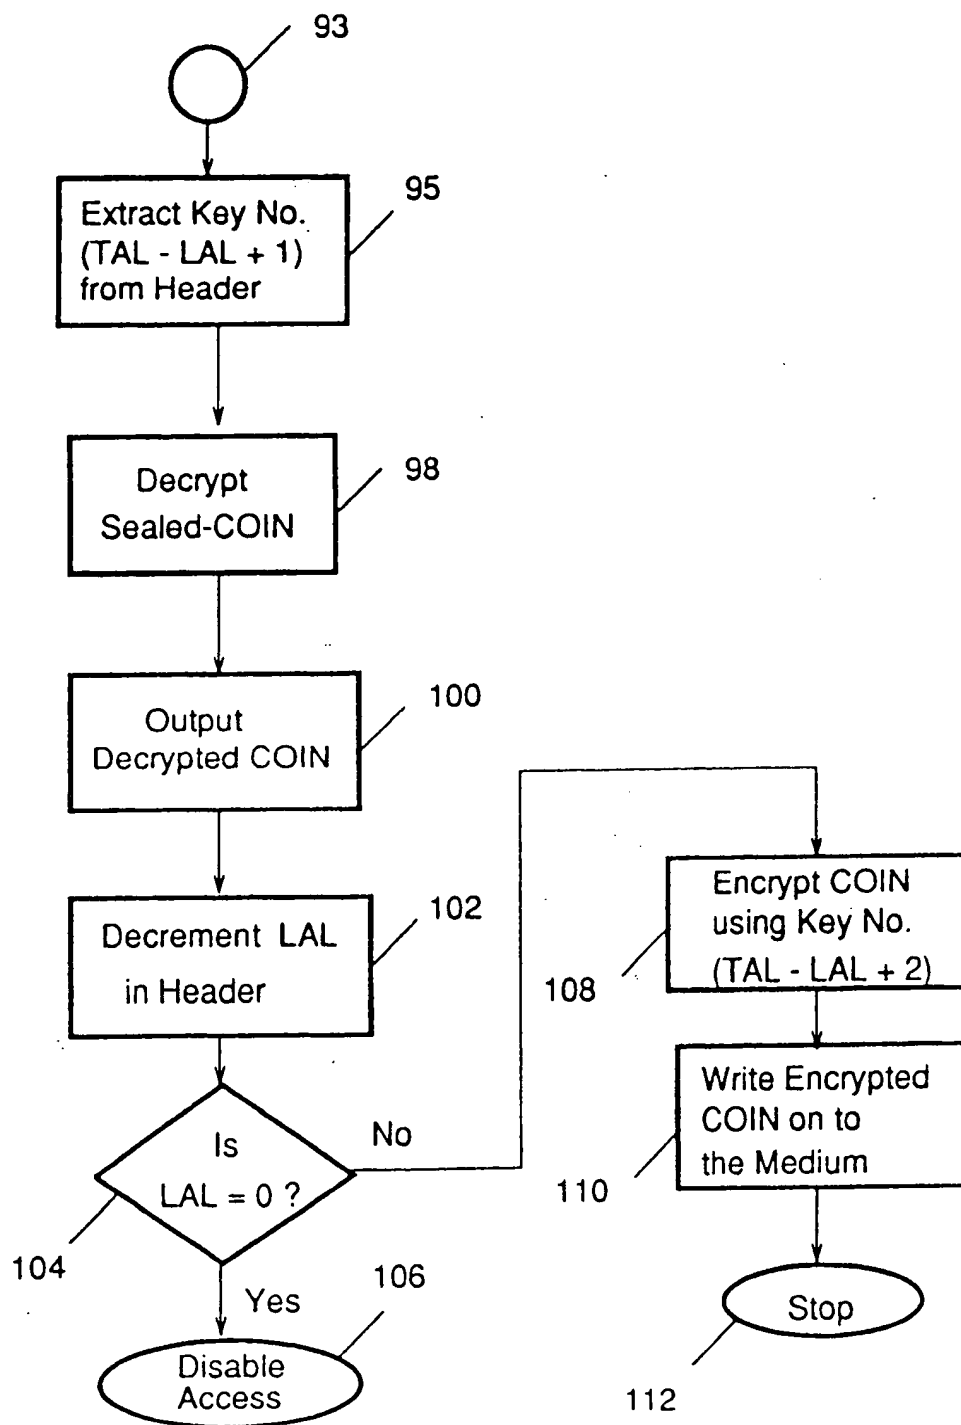 93
95
Extract Key No.
(TAL - LAL + 1)
from Header
98
Decrypt
Sealed-COIN
100
Output
Decrypted COIN
102
Decrement LAL
in Header
104
Is
LAL = 0 ?
No
Yes
106
Disable
Access
Encrypt COIN
using Key No.
(TAL - LAL + 2)
108
Write Encrypted
COIN on to
the Medium
110
Stop
112